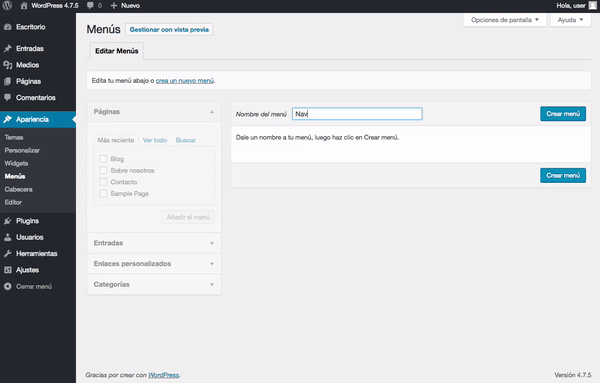 WordPress 4.7.5 0 Nuevo Hola, user
Escritorio
Entradas
Medios
Páginas
Comentarios
Apariencia
Temas
Personalizar
Widgets
Menús
Cabecera
Editor
Plugins
Usuarios
Herramientas
Ajustes
Cerrar menú
Opciones de pantalla Ayuda
Menús Gestionar con vista previa
Editar Menús
Edita tu menú abajo o crea un nuevo menú.
Páginas
Más reciente Ver todo Buscar
Blog
Sobre nosotros
Contacto
Sample Page
Añadir al menú
Entradas
Enlaces personalizados
Categorías
Nombre del menú Nav Crear menú
Dale un nombre a tu menú, luego haz clic en Crear menú.
Crear menú
Gracias por crear con WordPress. Versión 4.7.5